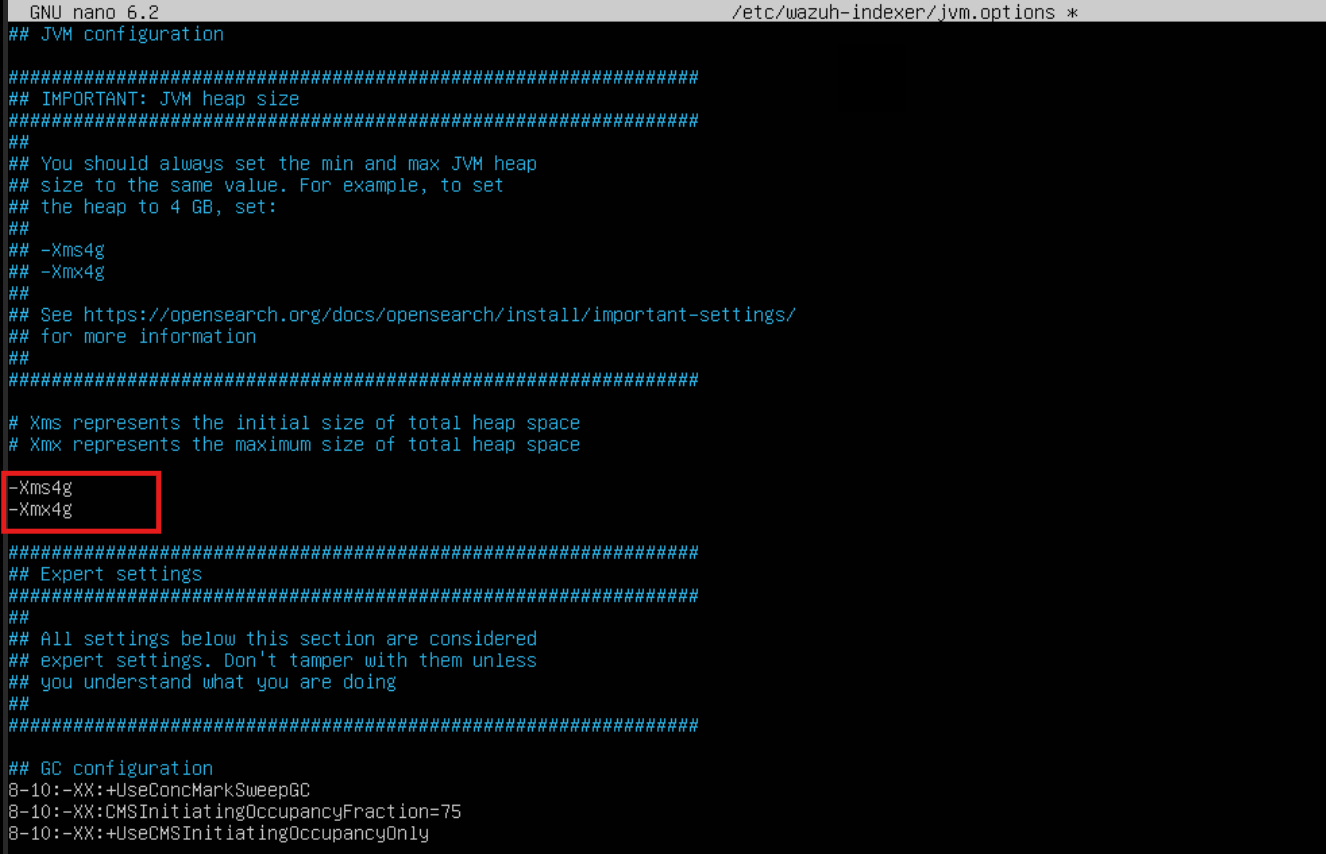 GNU nano 6.2 /etc/wazuh-indexer/jvm.options *
## JVM configuration
################################################################
## IMPORTANT: JVM heap size
################################################################
##
## You should always set the min and max JVM heap
## size to the same value. For example, to set
## the heap to 4 GB, set:
##
## -Xms4g
## -Xmx4g
##
## See https://opensearch.org/docs/opensearch/install/important-settings/
## for more information
##
################################################################
# Xms represents the initial size of total heap space
# Xmx represents the maximum size of total heap space
-Xms4g
-Xmx4g
################################################################
## Expert settings
################################################################
##
## All settings below this section are considered
## expert settings. Don't tamper with them unless
## you understand what you are doing
##
################################################################
## GC configuration
8-10:-XX:+UseConcMarkSweepGC
8-10:-XX:CMSInitiatingOccupancyFraction=75
8-10:-XX:+UseCMSInitiatingOccupancyOnly